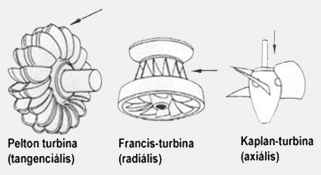 Pelton turbina
(tangenciális)
Francis-turbina
(radiális)
Kaplan-turbina
(axiális)